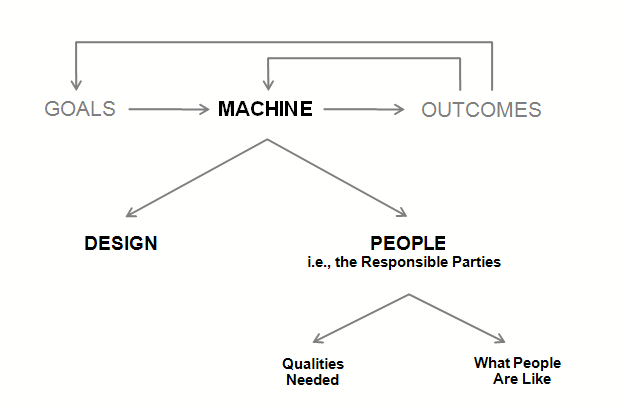 GOALS MACHINE OUTCOMES
DESIGN PEOPLE
i.e., the Responsible Parties
Qualities
Needed
What People
Are Like